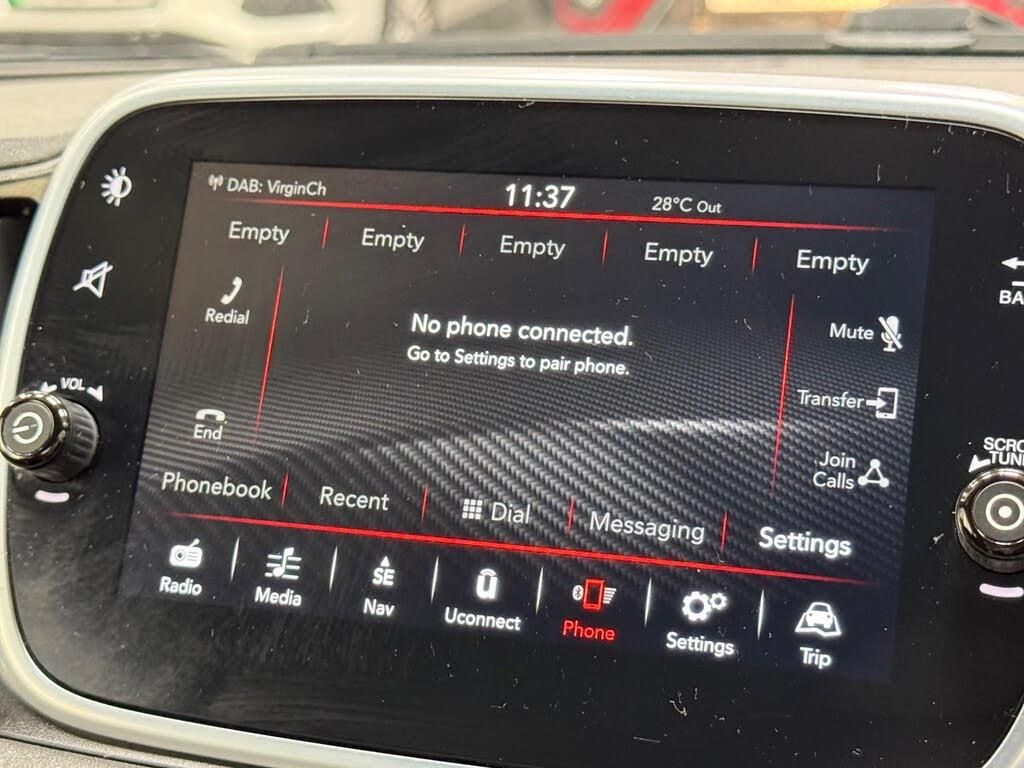 DAB: VirginCh
11:37
28°C Out
Empty Empty Empty Empty Empty
Redial
No phone connected.
Go to Settings to pair phone.
Mute
Transfer
End
Join
Calls
VOL
Phonebook Recent Dial Messaging Settings
SE
Radio Media Nav Uconnect Phone Settings Trip